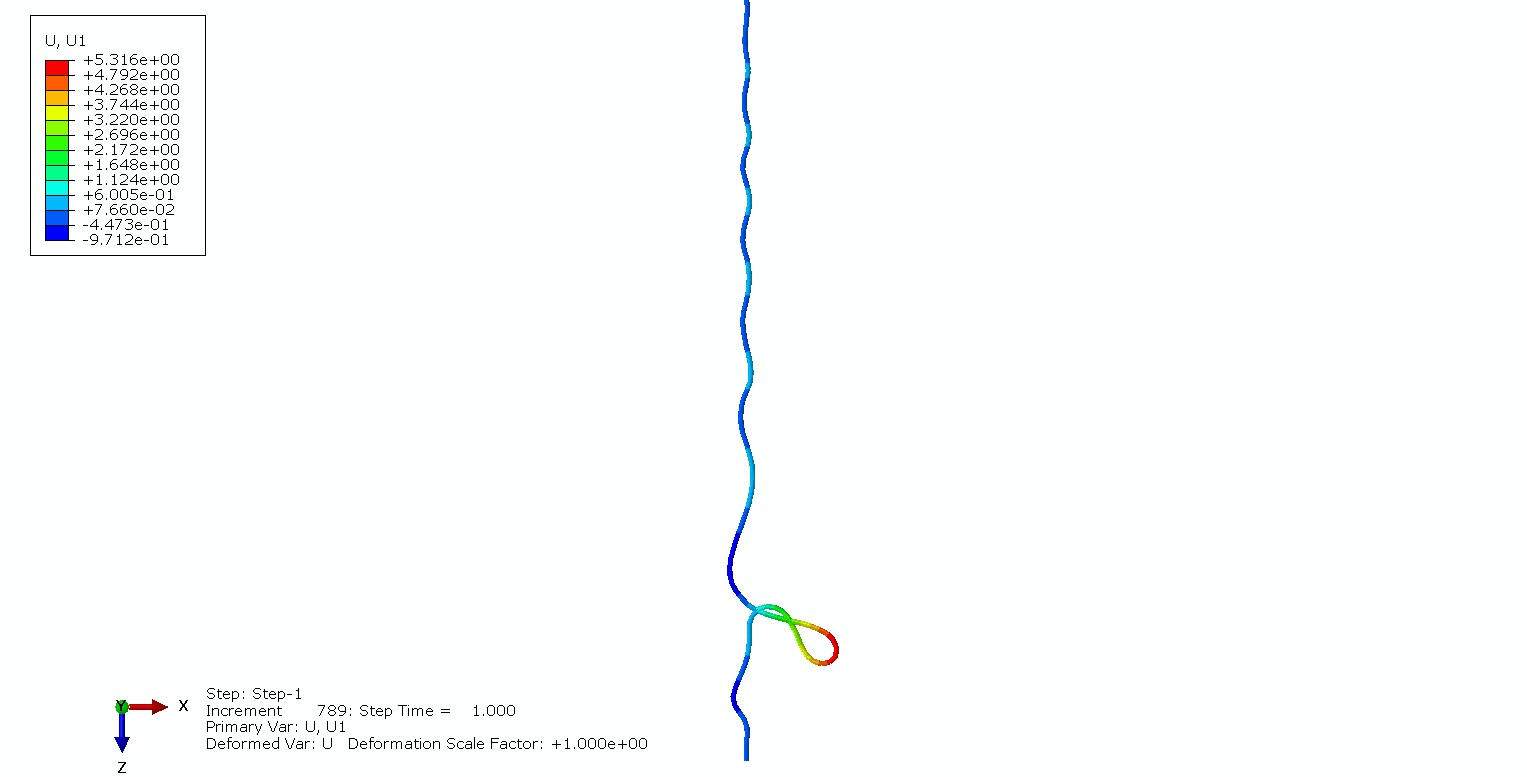 U, U1
+5.316e+00
+4.792e+00
+4.268e+00
+3.744e+00
+3.220e+00
+2.696e+00
+2.172e+00
+1.648e+00
+1.124e+00
+6.005e-01
+7.660e-02
-4.473e-01
-9.712e-01
Y
X
Z
Step: Step-1
Increment 789: Step Time = 1.000
Primary Var: U, U1
Deformed Var: U Deformation Scale Factor: +1.000e+00